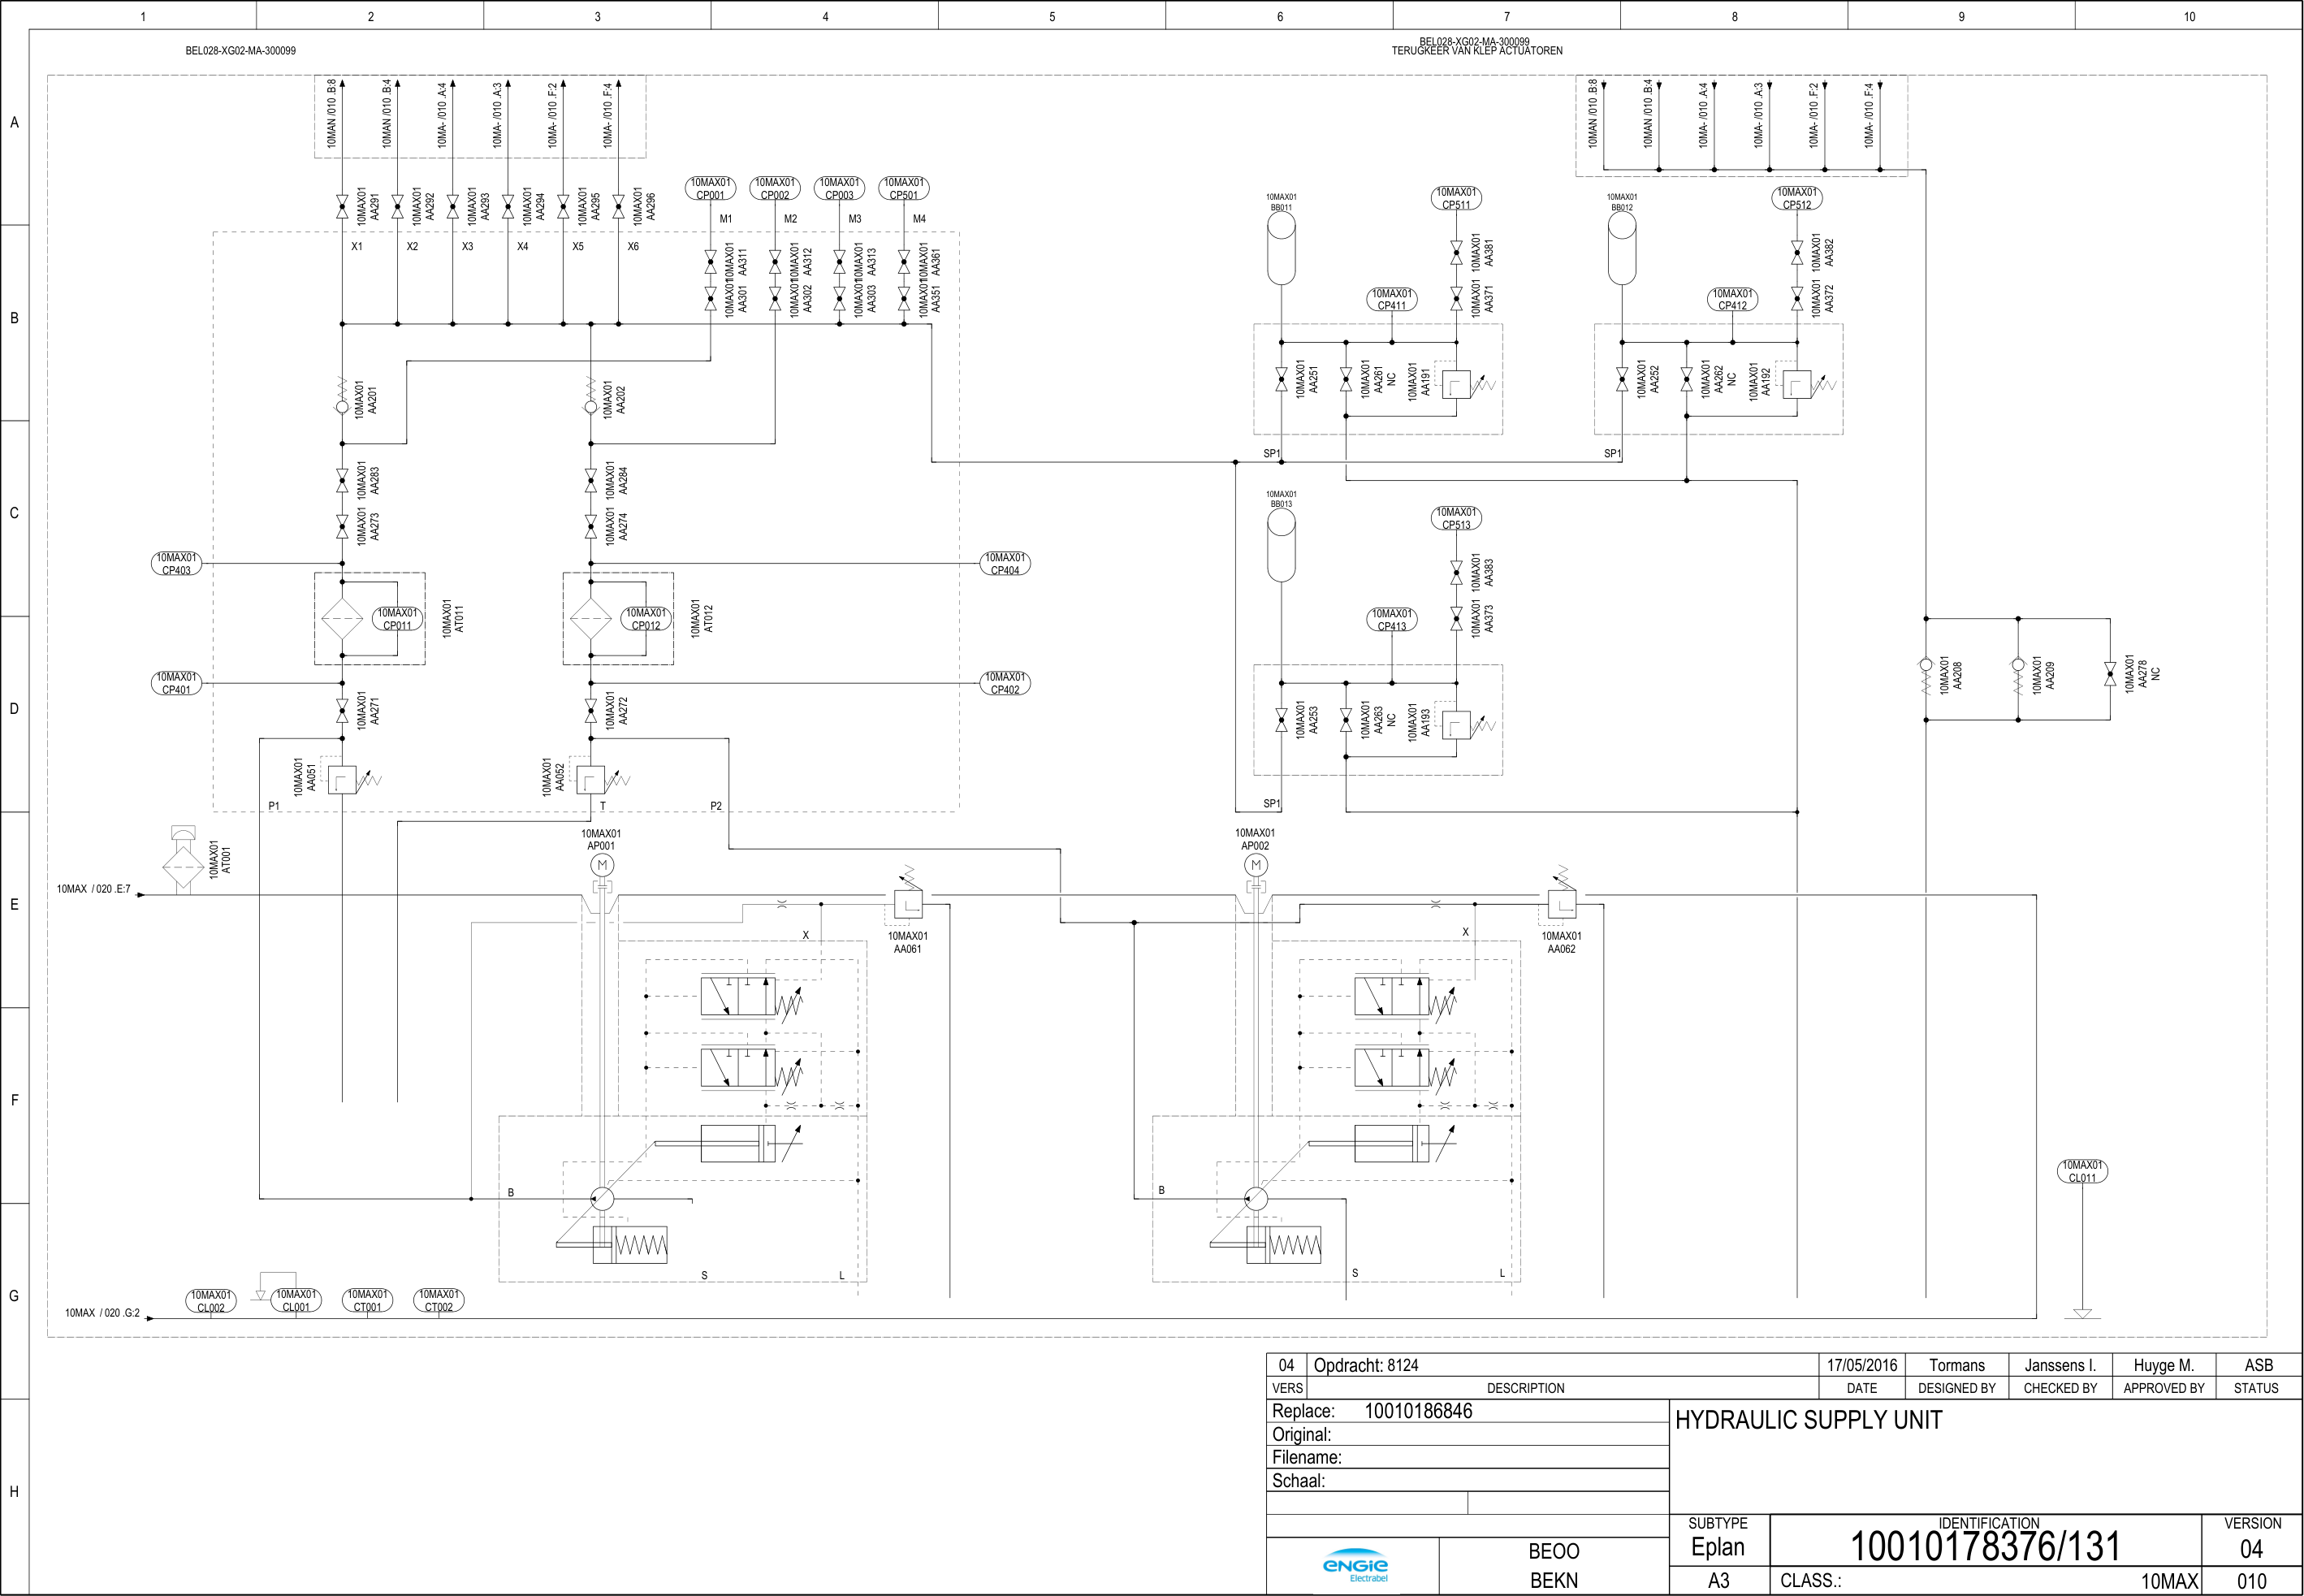 1 2 3 4 5 6 7 8 9 10
BEL028-XG02-MA-300099
BEL028-XG02-MA-300099
TERUGKEER VAN KLEP ACTUATOREN
A
10MAN /010 .B:8
10MAN /010 .B:4
10MA- /010 .A:4
10MA- /010 .A:3
10MA- /010 .F:2
10MA- /010 .F:4
10MAN /010 .B:8
10MAN /010 .B:4
10MA- /010 .A:4
10MA- /010 .A:3
10MA- /010 .F:2
10MA- /010 .F:4
10MAX01
AA291
10MAX01
AA292
10MAX01
AA293
10MAX01
AA294
10MAX01
AA295
10MAX01
AA296
10MAX01
CP001
10MAX01
CP002
10MAX01
CP003
10MAX01
CP501
M1
M2
M3
M4
X1
X2
X3
X4
X5
X6
B
10MAX01
AA311
10MAX01
AA312
10MAX01
AA313
10MAX01
AA361
10MAX01
AA301
10MAX01
AA302
10MAX01
AA303
10MAX01
AA351
10MAX01
BB011
10MAX01
CP511
10MAX01
AA381
10MAX01
AA371
10MAX01
CP411
10MAX01
BB012
10MAX01
CP512
10MAX01
AA382
10MAX01
AA372
10MAX01
CP412
10MAX01
AA251
10MAX01
AA261
NC
10MAX01
AA191
10MAX01
AA252
10MAX01
AA262
NC
10MAX01
AA192
SP1
SP1
10MAX01
AA201
10MAX01
AA202
C
10MAX01
AA283
10MAX01
AA284
10MAX01
AA273
10MAX01
AA274
10MAX01
CP403
10MAX01
CP404
10MAX01
BB013
10MAX01
CP513
10MAX01
AA383
10MAX01
AA373
10MAX01
CP413
10MAX01
CP011
10MAX01
AT011
10MAX01
CP012
10MAX01
AT012
D
10MAX01
CP401
10MAX01
CP402
10MAX01
AA271
10MAX01
AA272
10MAX01
AA253
10MAX01
AA263
NC
10MAX01
AA193
10MAX01
AA208
10MAX01
AA209
10MAX01
AA278
NC
10MAX01
AA051
10MAX01
AA052
P1
T
P2
SP1
E
10MAX01
AT001
10MAX / 020 .E:7
10MAX01
AP001
M
10MAX01
AP002
M
X
10MAX01
AA061
X
10MAX01
AA062
F
10MAX01
CL011
B
B
S
L
S
L
G
10MAX01
CL002
10MAX01
CL001
10MAX01
CT001
10MAX01
CT002
10MAX / 020 .G:2
H
04 Opdracht: 8124 17/05/2016 Tormans Janssens I. Huyge M. ASB
VERS DESCRIPTION DATE DESIGNED BY CHECKED BY APPROVED BY STATUS
Replace: 10010186846
Original:
Filename:
Schaal:
HYDRAULIC SUPPLY UNIT
SUBTYPE IDENTIFICATION VERSION
Eplan 10010178376/131 04
A3 CLASS.: 10MAX 010
ENGIE
Electrabel
BEOO
BEKN